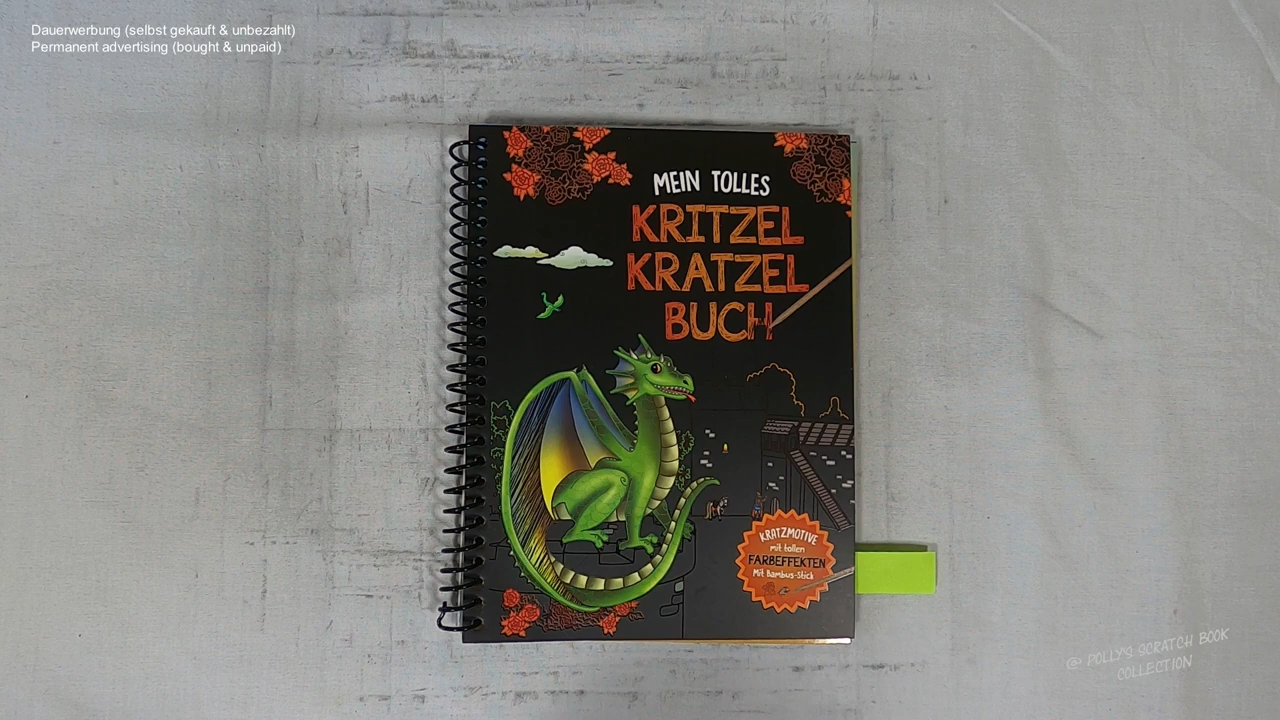 Dauerwerbung (selbst gekauft & unbezahlt)
Permanent advertising (bought & unpaid)
MEIN TOLLES
KRITZEL
KRATZEL
BUCH
KRATZMOTIVE
mit tollen
FARBEFFEKTEN
Mit Bambus-Stick
@ POLLY'S SCRATCH BOOK
COLLECTION